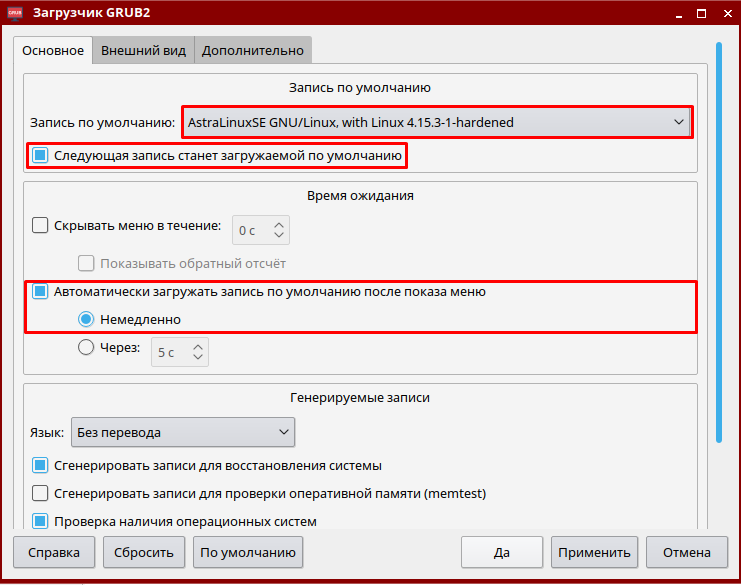 Загрузчик GRUB2
Основное Внешний вид Дополнительно
Запись по умолчанию
Запись по умолчанию: AstraLinuxSE GNU/Linux, with Linux 4.15.3-1-hardened
Следующая запись станет загружаемой по умолчанию
Время ожидания
Скрывать меню в течение: 0 с
Показывать обратный отсчёт
Автоматически загружать запись по умолчанию после показа меню
Немедленно
Через: 5 с
Генерируемые записи
Язык: Без перевода
Сгенерировать записи для восстановления системы
Сгенерировать записи для проверки оперативной памяти (memtest)
Проверка наличия операционных систем
Справка Сбросить По умолчанию Да Применить Отмена